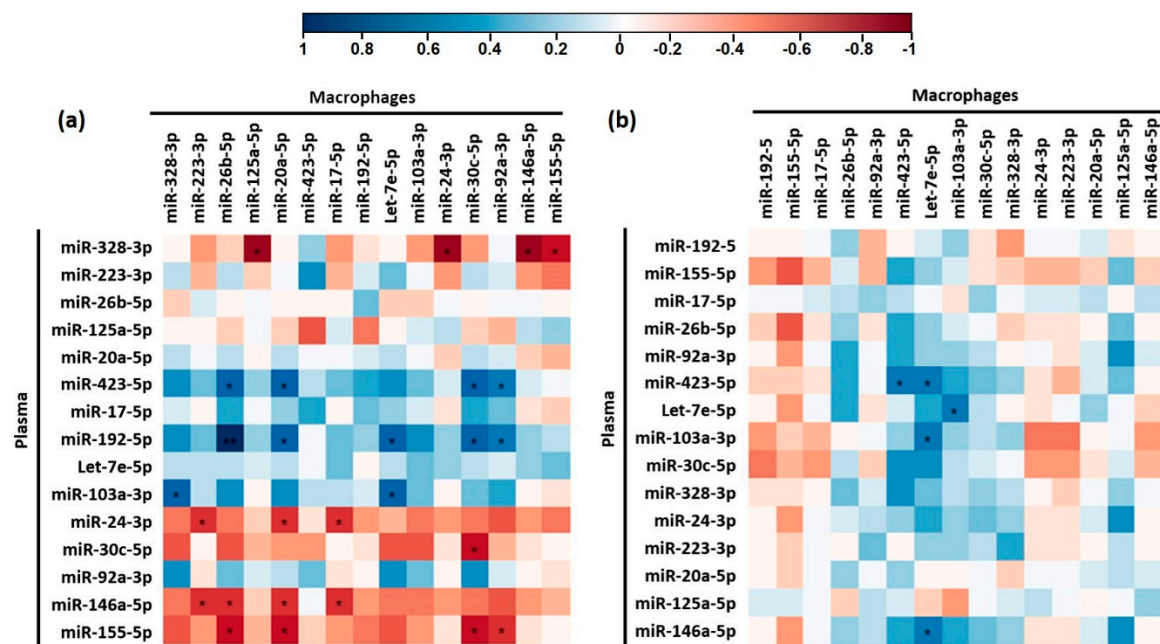 1 0.8 0.6 0.4 0.2 0 -0.2 -0.4 -0.6 -0.8 -1
(a)
Macrophages
miR-328-3p
miR-223-3p
miR-26b-5p
miR-125a-5p
miR-20a-5p
miR-423-5p
miR-17-5p
miR-192-5p
Let-7e-5p
miR-103a-3p
miR-24-3p
miR-30c-5p
miR-92a-3p
miR-146a-5p
miR-155-5p
Plasma
miR-328-3p
miR-223-3p
miR-26b-5p
miR-125a-5p
miR-20a-5p
miR-423-5p
miR-17-5p
miR-192-5p
Let-7e-5p
miR-103a-3p
miR-24-3p
miR-30c-5p
miR-92a-3p
miR-146a-5p
miR-155-5p
(b)
Macrophages
miR-192-5
miR-155-5p
miR-17-5p
miR-26b-5p
miR-92a-3p
miR-423-5p
Let-7e-5p
miR-103a-3p
miR-30c-5p
miR-328-3p
miR-24-3p
miR-223-3p
miR-20a-5p
miR-125a-5p
miR-146a-5p
Plasma
miR-192-5
miR-155-5p
miR-17-5p
miR-26b-5p
miR-92a-3p
miR-423-5p
Let-7e-5p
miR-103a-3p
miR-30c-5p
miR-328-3p
miR-24-3p
miR-223-3p
miR-20a-5p
miR-125a-5p
miR-146a-5p